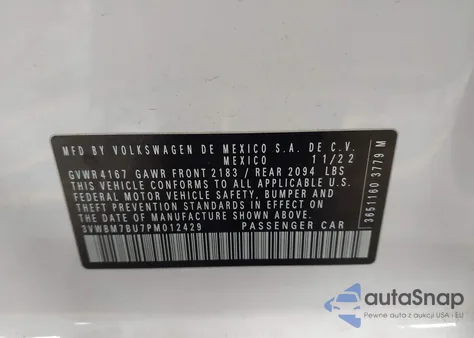 MFD BY VOLKSWAGEN DE MEXICO S.A. DE C.V.
MEXICO 11/22
GVWR 4167 GAWR FRONT 2183 / REAR 2094 LBS
THIS VEHICLE CONFORMS TO ALL APPLICABLE U.S.
FEDERAL MOTOR VEHICLE SAFETY, BUMPER AND
THEFT PREVENTION STANDARDS IN EFFECT ON
THE DATE OF MANUFACTURE SHOWN ABOVE
3VWBM7BU7PM012429 PASSENGER CAR
3651160 3779 M
autoSnap
Pewne auta z aukcji USA - EU